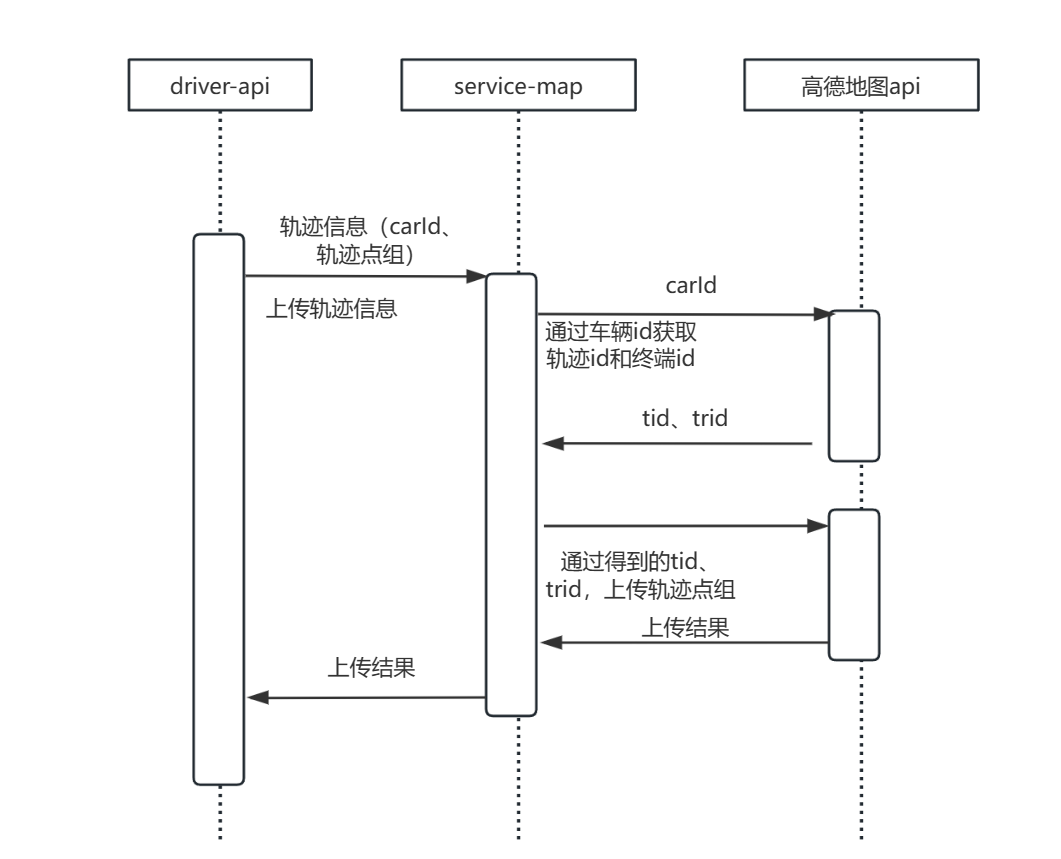 driver-api
service-map
高德地图api
轨迹信息（carId、
轨迹点组）
上传轨迹信息
carId
通过车辆id获取
轨迹id和终端id
tid、trid
通过得到的tid、
trid，上传轨迹点组
上传结果
上传结果